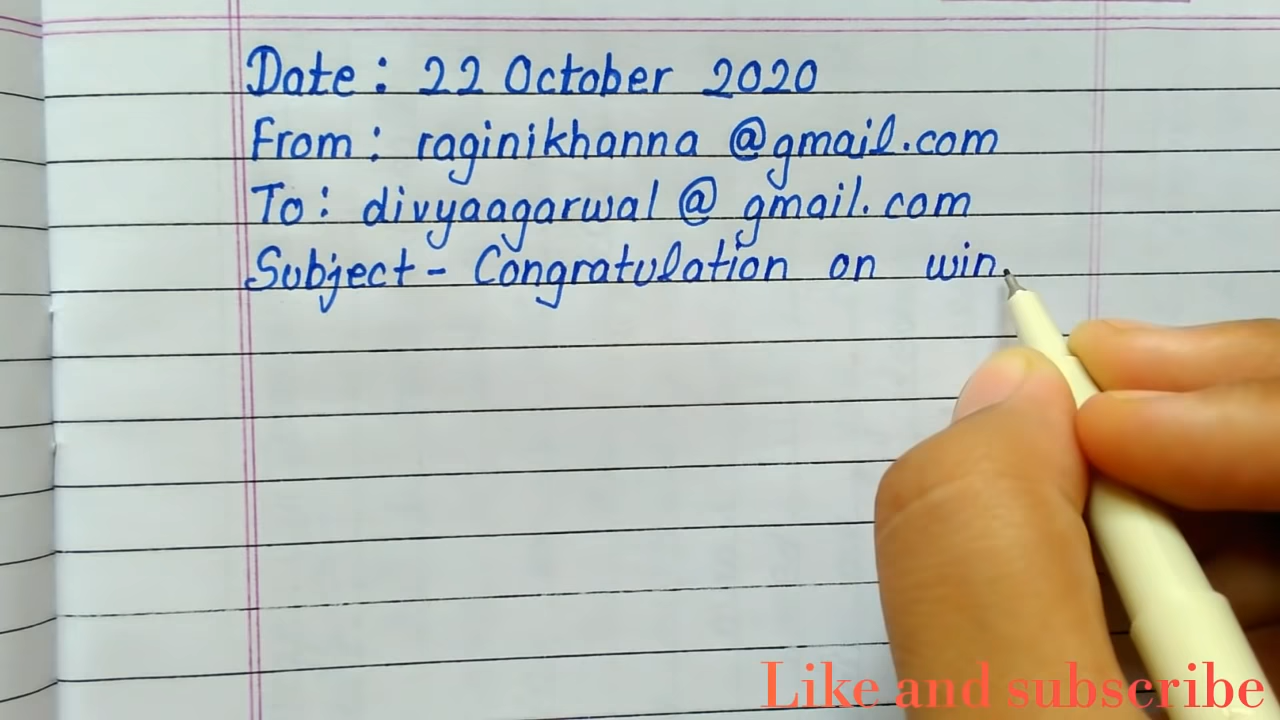 Date : 22 October 2020
From : raginikhanna @gmail.com
To : divyaagarwal @ gmail. com
Subject - Congratulation on win
Like and subscribe